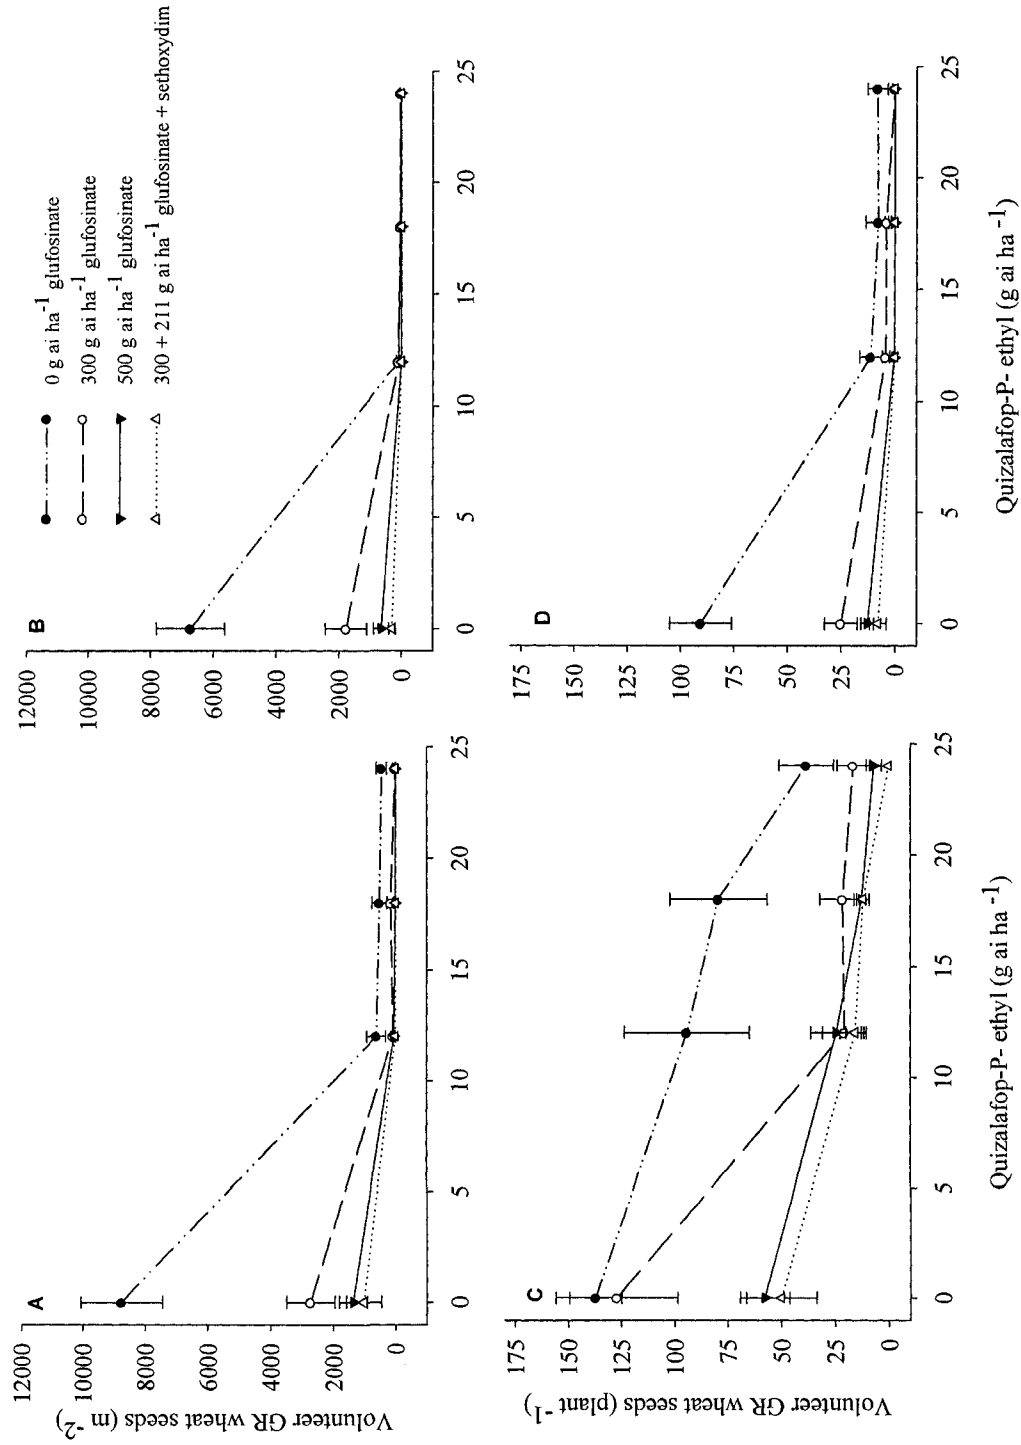 A
12000
10000
8000
6000
4000
2000
0
0 5 10 15 20 25
Volunteer GR wheat seeds (m -2)
B
12000
10000
8000
6000
4000
2000
0
0 5 10 15 20 25
0 g ai ha-1 glufosinate
300 g ai ha-1 glufosinate
500 g ai ha-1 glufosinate
300 + 211 g ai ha-1 glufosinate + sethoxydim
C
175
150
125
100
75
50
25
0
0 5 10 15 20 25
Volunteer GR wheat seeds (plant -1)
Quizalafop-P- ethyl (g ai ha -1)
D
175
150
125
100
75
50
25
0
0 5 10 15 20 25
Quizalafop-P- ethyl (g ai ha -1)